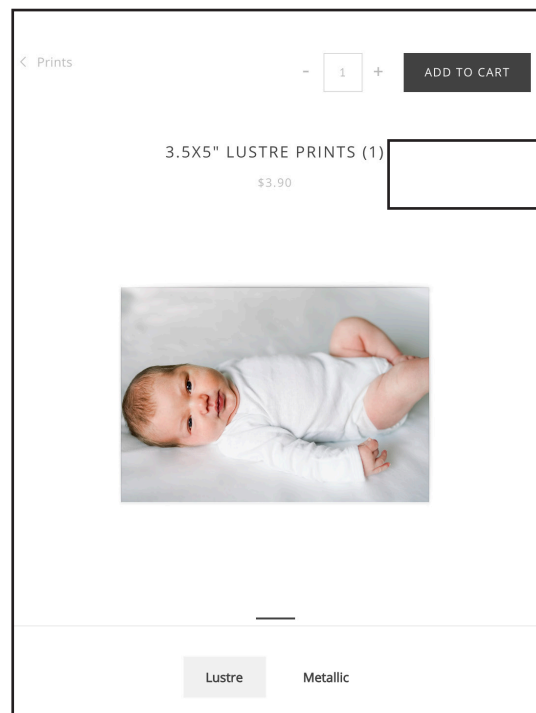 < Prints
- 1 + ADD TO CART
3.5X5" LUSTRE PRINTS (1)
$3.90
Lustre Metallic